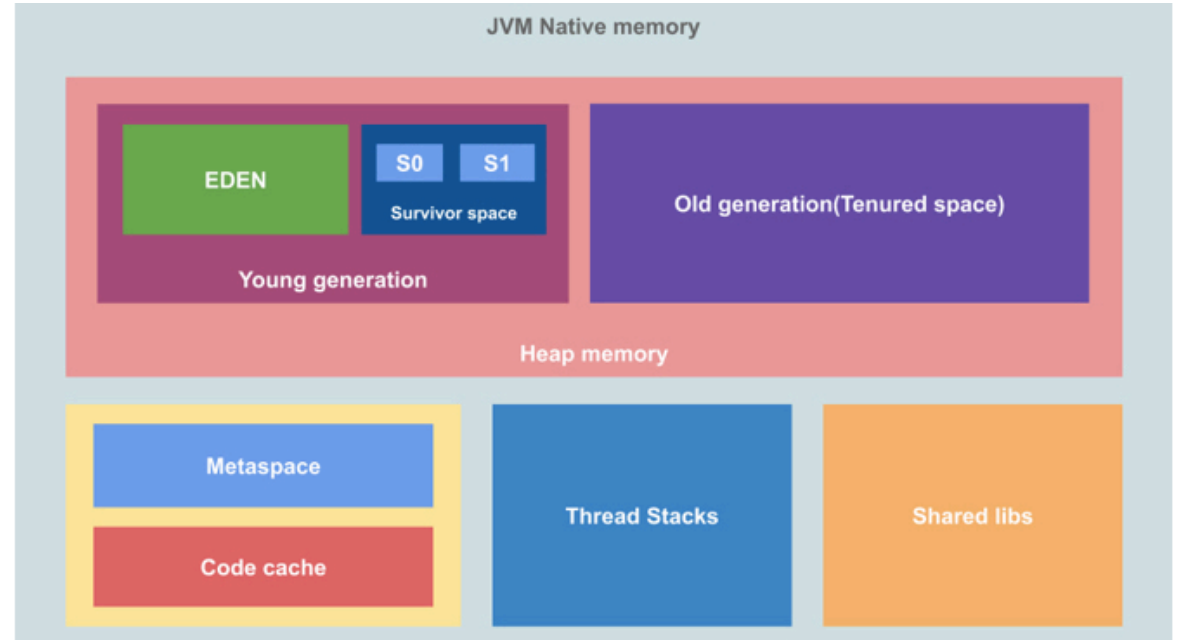 JVM Native memory
EDEN
S0 S1
Survivor space
Young generation
Old generation(Tenured space)
Heap memory
Metaspace
Code cache
Thread Stacks
Shared libs